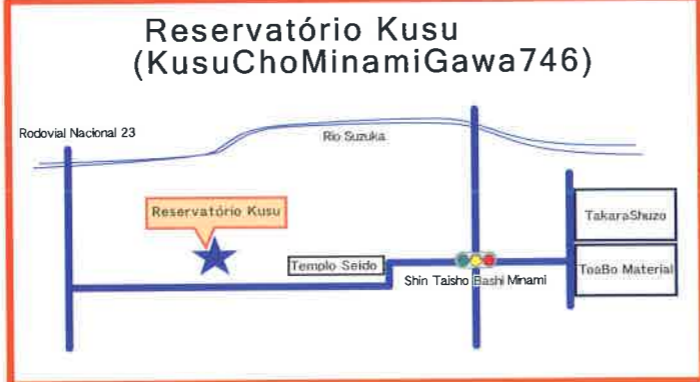 Reservatório Kusu
(KusuChoMinamiGawa746)
Rodovial Nacional 23
Rio Suzuka
Reservatório Kusu
TakaraShuzo
Templo Seido
ToaBo Material
Shin Taisho Bashi Minami